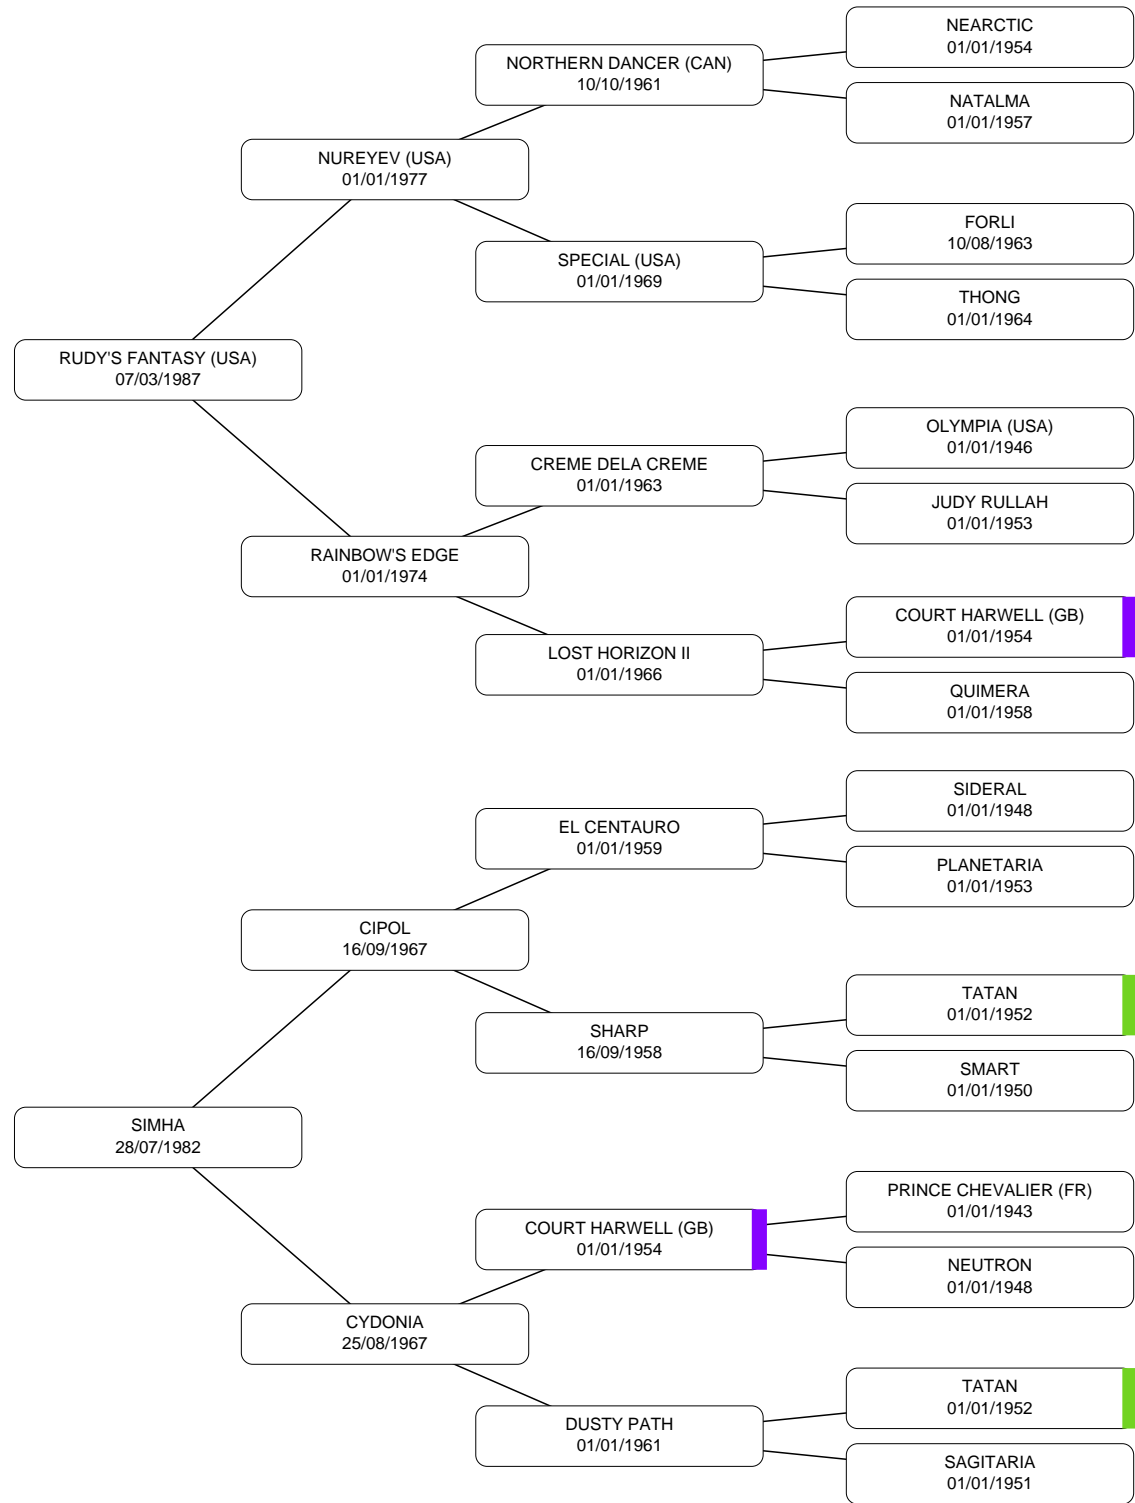 NEARCTIC
01/01/1954
NORTHERN DANCER (CAN)
10/10/1961
NATALMA
01/01/1957
NUREYEV (USA)
01/01/1977
FORLI
10/08/1963
SPECIAL (USA)
01/01/1969
THONG
01/01/1964
RUDY'S FANTASY (USA)
07/03/1987
OLYMPIA (USA)
01/01/1946
CREME DELA CREME
01/01/1963
JUDY RULLAH
01/01/1953
RAINBOW'S EDGE
01/01/1974
COURT HARWELL (GB)
01/01/1954
LOST HORIZON II
01/01/1966
QUIMERA
01/01/1958
SIDERAL
01/01/1948
EL CENTAURO
01/01/1959
PLANETARIA
01/01/1953
CIPOL
16/09/1967
TATAN
01/01/1952
SHARP
16/09/1958
SMART
01/01/1950
SIMHA
28/07/1982
PRINCE CHEVALIER (FR)
01/01/1943
COURT HARWELL (GB)
01/01/1954
NEUTRON
01/01/1948
CYDONIA
25/08/1967
TATAN
01/01/1952
DUSTY PATH
01/01/1961
SAGITARIA
01/01/1951